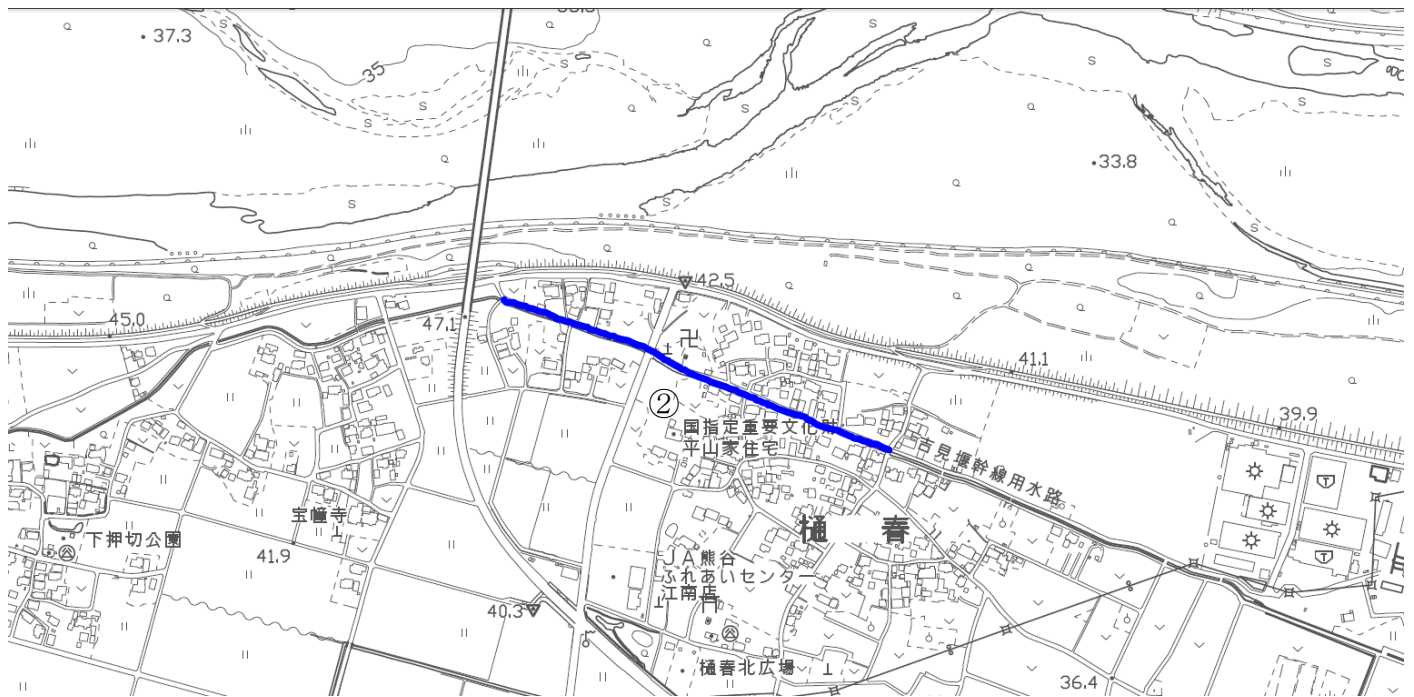 37.3
35
33.8
42.5
45.0
47.1
41.1
39.9
②
国指定重要文化財
平山家住宅
吉見堰幹線用水路
宝幢寺
樋春
下押切公園
41.9
JA熊谷
ふれあいセンター
江南店
40.3
樋春北広場
36.4